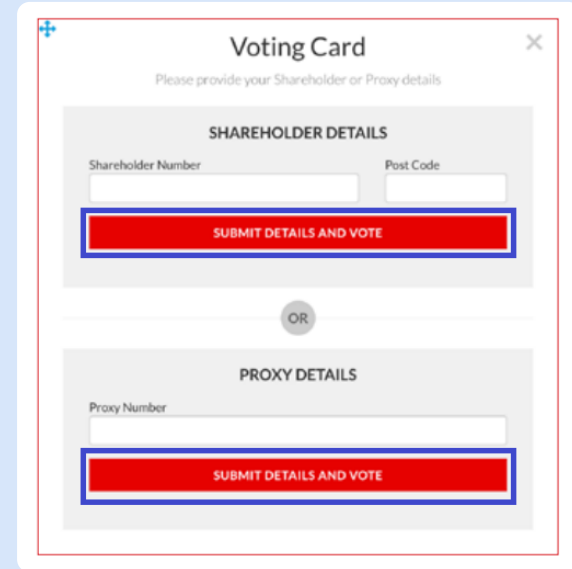 Voting Card
Please provide your Shareholder or Proxy details
SHAREHOLDER DETAILS
Shareholder Number Post Code
SUBMIT DETAILS AND VOTE
OR
PROXY DETAILS
Proxy Number
SUBMIT DETAILS AND VOTE